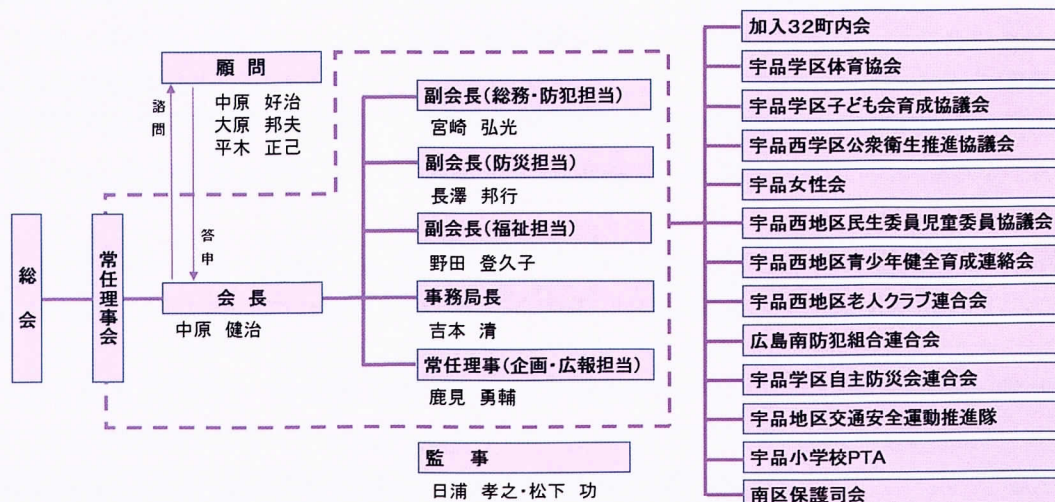 総会
常任理事会
顧問
中原 好治
大原 邦夫
平木 正己
諮問
答申
会長
中原 健治
副会長(総務・防犯担当)
宮崎 弘光
副会長(防災担当)
長澤 邦行
副会長(福祉担当)
野田 登久子
事務局長
吉本 清
常任理事(企画・広報担当)
鹿見 勇輔
監 事
日浦 孝之・松下 功
加入32町内会
宇品学区体育協会
宇品学区子ども会育成協議会
宇品西学区公衆衛生推進協議会
宇品女性会
宇品西地区民生委員児童委員協議会
宇品西地区青少年健全育成連絡会
宇品西地区老人クラブ連合会
広島南防犯組合連合会
宇品学区自主防災会連合会
宇品地区交通安全運動推進隊
宇品小学校PTA
南区保護司会